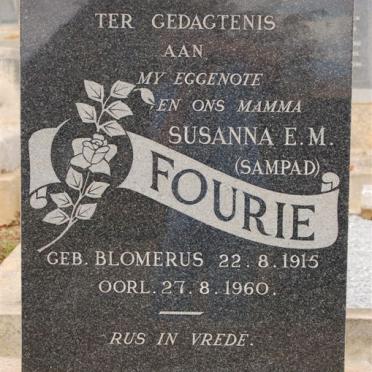 TER GEDAGTENIS
AAN
MY EGGENOTE
EN ONS MAMMA
SUSANNA E.M.
(SAMPAD)
FOURIE
GEB. BLOMERUS 22.8.1915
OORL. 27.8.1960.
RUS IN VREDE.